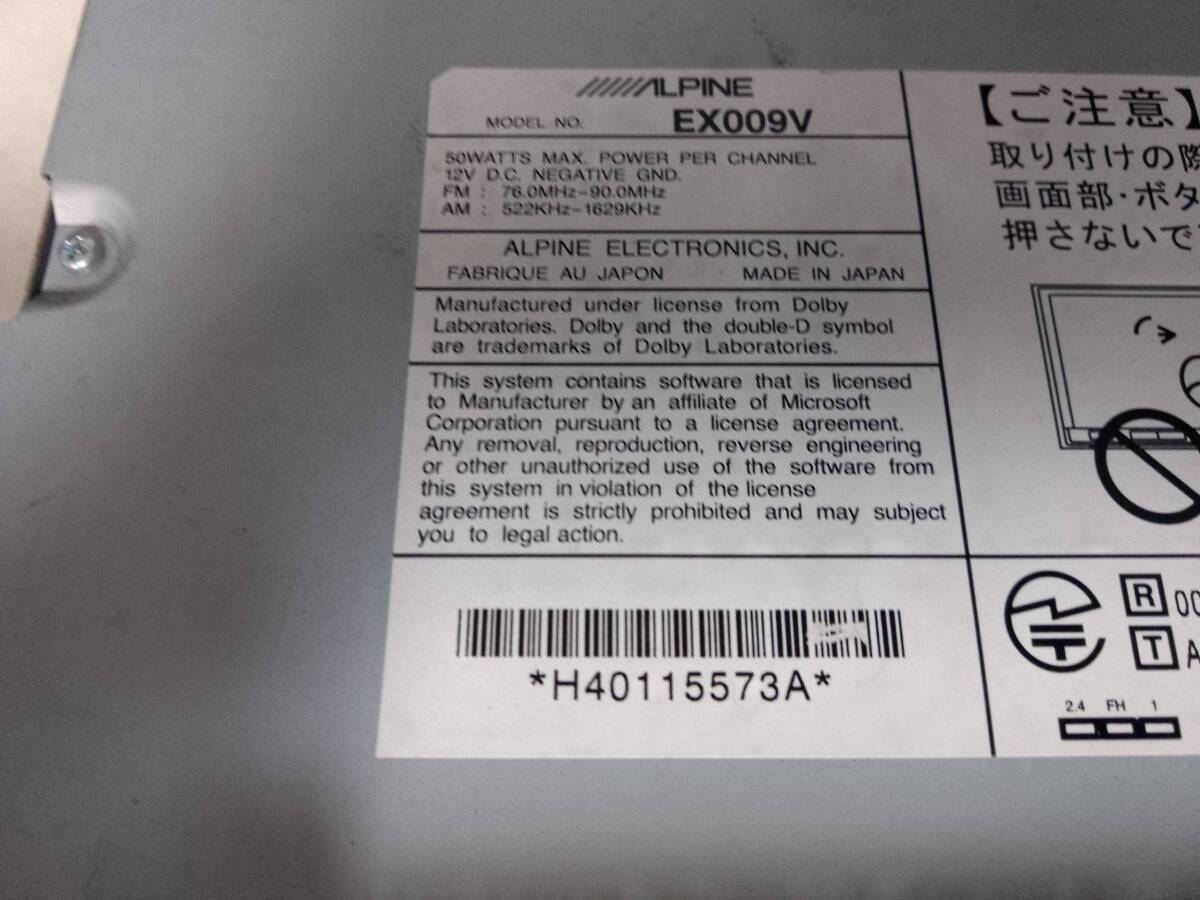 ALPINE
MODEL NO. EX009V
50WATTS MAX. POWER PER CHANNEL
12V D.C. NEGATIVE GND.
FM : 76.0MHz-90.0MHz
AM : 522KHz-1629KHz
ALPINE ELECTRONICS, INC.
FABRIQUE AU JAPON MADE IN JAPAN
Manufactured under license from Dolby
Laboratories. Dolby and the double-D symbol
are trademarks of Dolby Laboratories.
This system contains software that is licensed
to Manufacturer by an affiliate of Microsoft
Corporation pursuant to a license agreement.
Any removal, reproduction, reverse engineering
or other unauthorized use of the software from
this system in violation of the license
agreement is strictly prohibited and may subject
you to legal action.
*H40115573A*
【ご注意】
取り付けの際
画面部・ボタ
押さないで
R 00
T A
2.4 FH 1